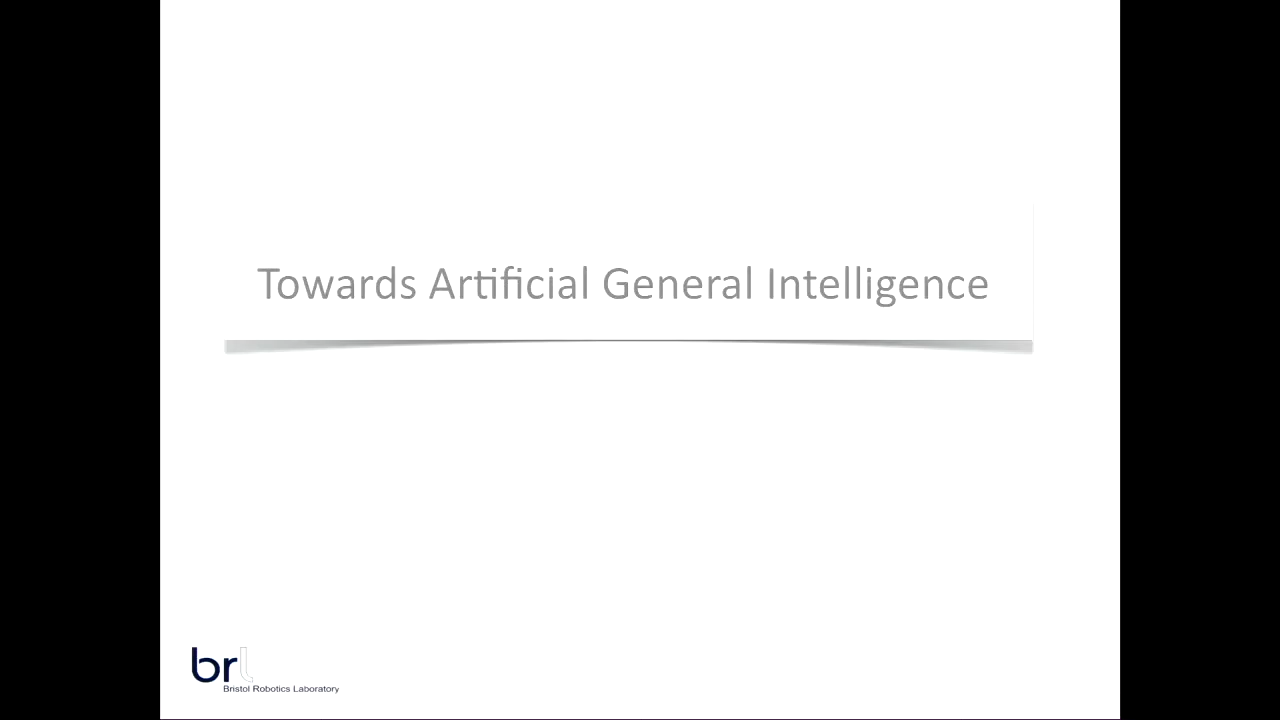 Towards Artificial General Intelligence
brl
Bristol Robotics Laboratory